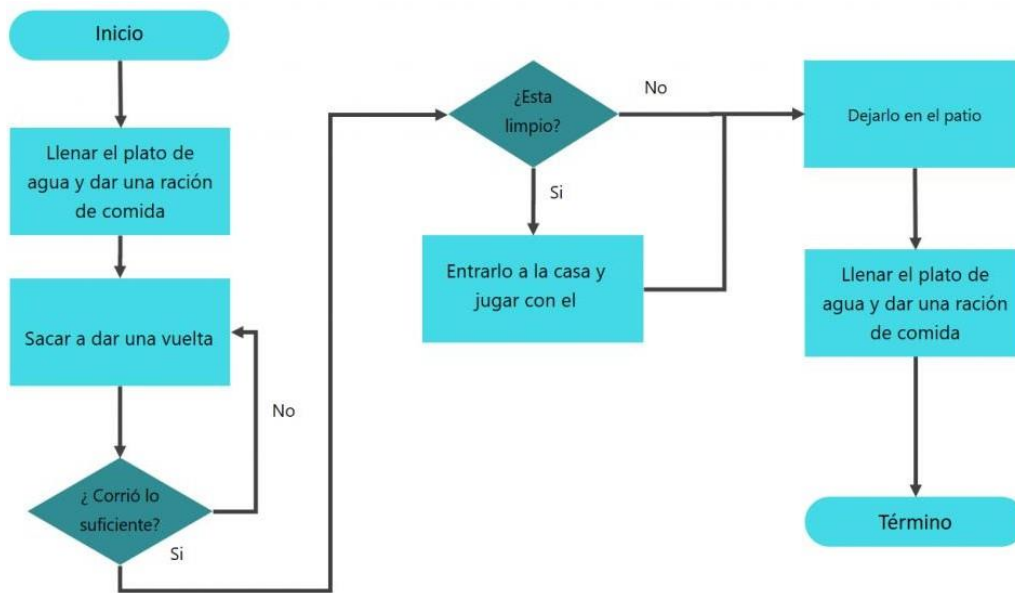 Inicio
Llenar el plato de
agua y dar una ración
de comida
Sacar a dar una vuelta
No
¿ Corrió lo
suficiente?
Si
¿Esta
limpio?
No
Si
Entrarlo a la casa y
jugar con el
Dejarlo en el patio
Llenar el plato de
agua y dar una ración
de comida
Término